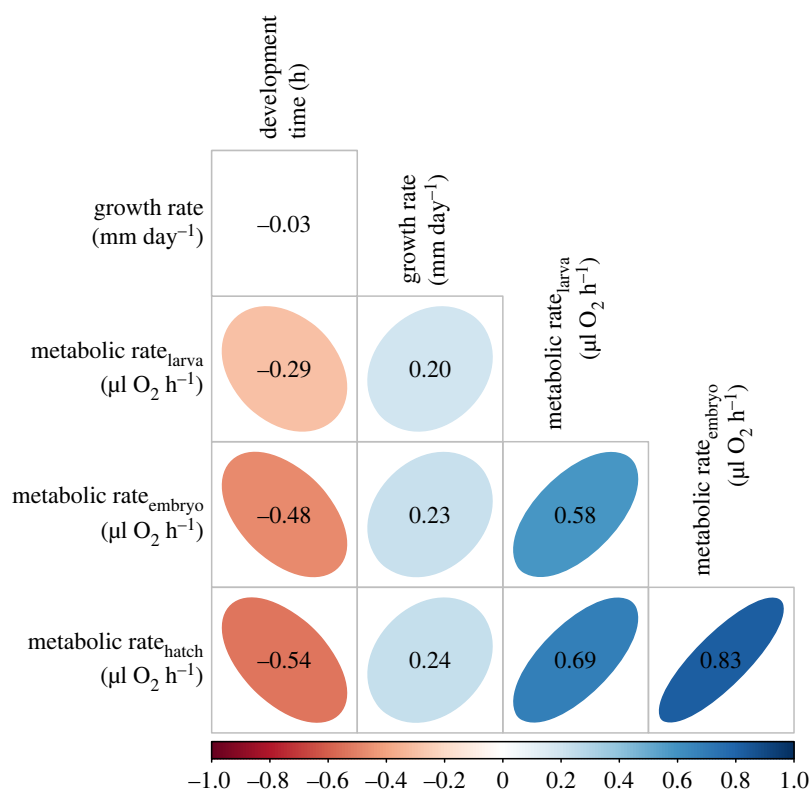 development
time (h)
growth rate
(mm day⁻¹)
–0.03
growth rate
(mm day⁻¹)
metabolic rate_larva
(µl O₂ h⁻¹)
–0.29
0.20
metabolic rate_larva
(µl O₂ h⁻¹)
metabolic rate_embryo
(µl O₂ h⁻¹)
–0.48
0.23
0.58
metabolic rate_embryo
(µl O₂ h⁻¹)
metabolic rate_hatch
(µl O₂ h⁻¹)
–0.54
0.24
0.69
0.83
–1.0 –0.8 –0.6 –0.4 –0.2 0 0.2 0.4 0.6 0.8 1.0